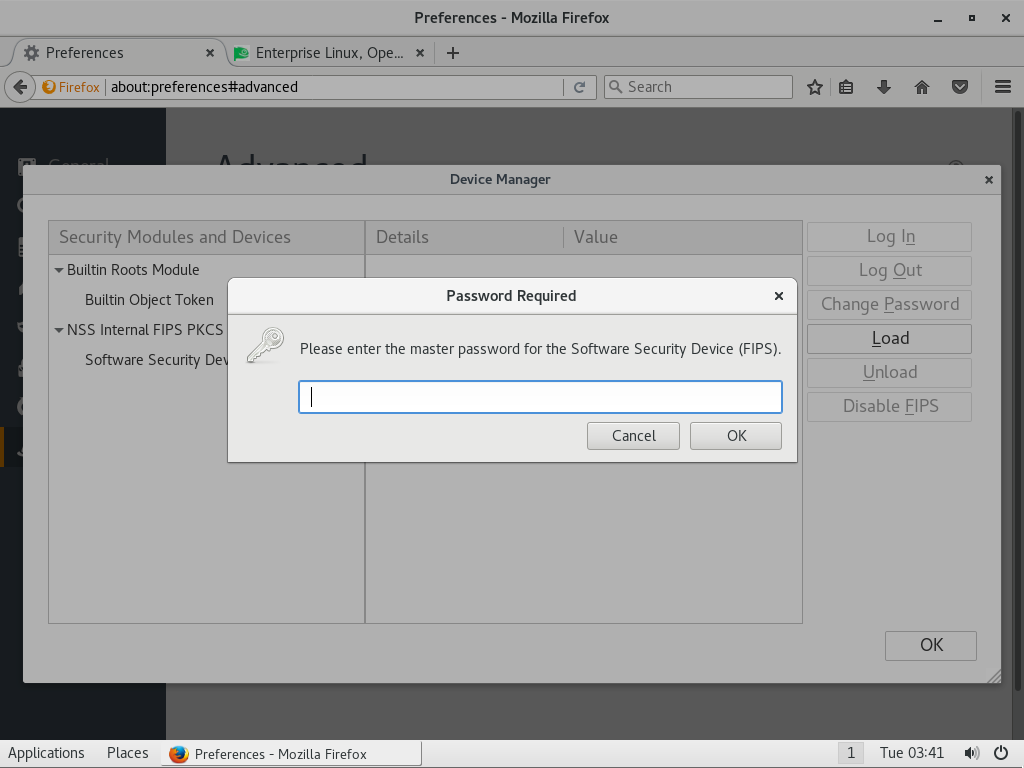 Preferences - Mozilla Firefox
Preferences
Enterprise Linux, Ope...
Firefox
about:preferences#advanced
Search
General
Advanced
Device Manager
Security Modules and Devices
Details
Value
Log In
Builtin Roots Module
Log Out
Builtin Object Token
Change Password
NSS Internal FIPS PKCS
Load
Software Security Dev
Unload
Disable FIPS
Password Required
Please enter the master password for the Software Security Device (FIPS).
Cancel
OK
OK
Applications
Places
Preferences - Mozilla Firefox
1
Tue 03:41